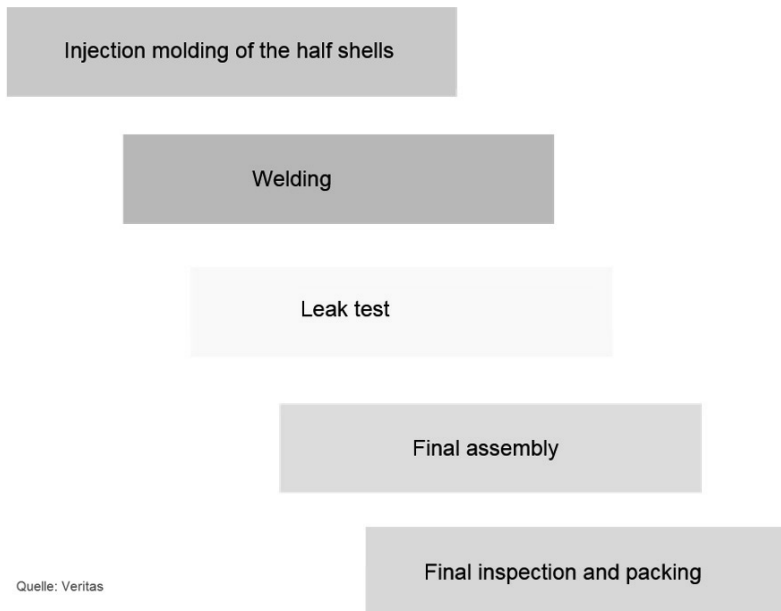 Injection molding of the half shells
Welding
Leak test
Final assembly
Final inspection and packing
Quelle: Veritas